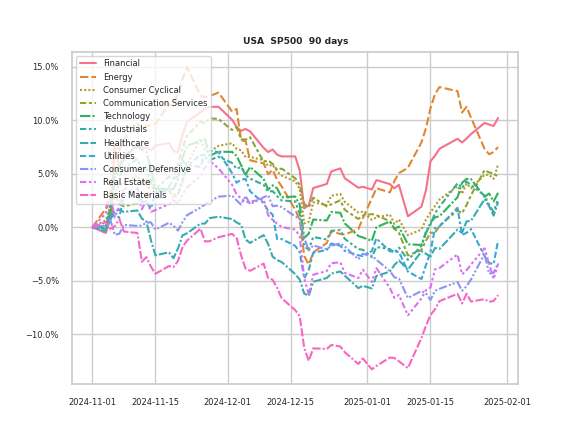 USA SP500 90 days
15.0%
10.0%
5.0%
0.0%
−5.0%
−10.0%
Financial
Energy
Consumer Cyclical
Communication Services
Technology
Industrials
Healthcare
Utilities
Consumer Defensive
Real Estate
Basic Materials
2024-11-01
2024-11-15
2024-12-01
2024-12-15
2025-01-01
2025-01-15
2025-02-01